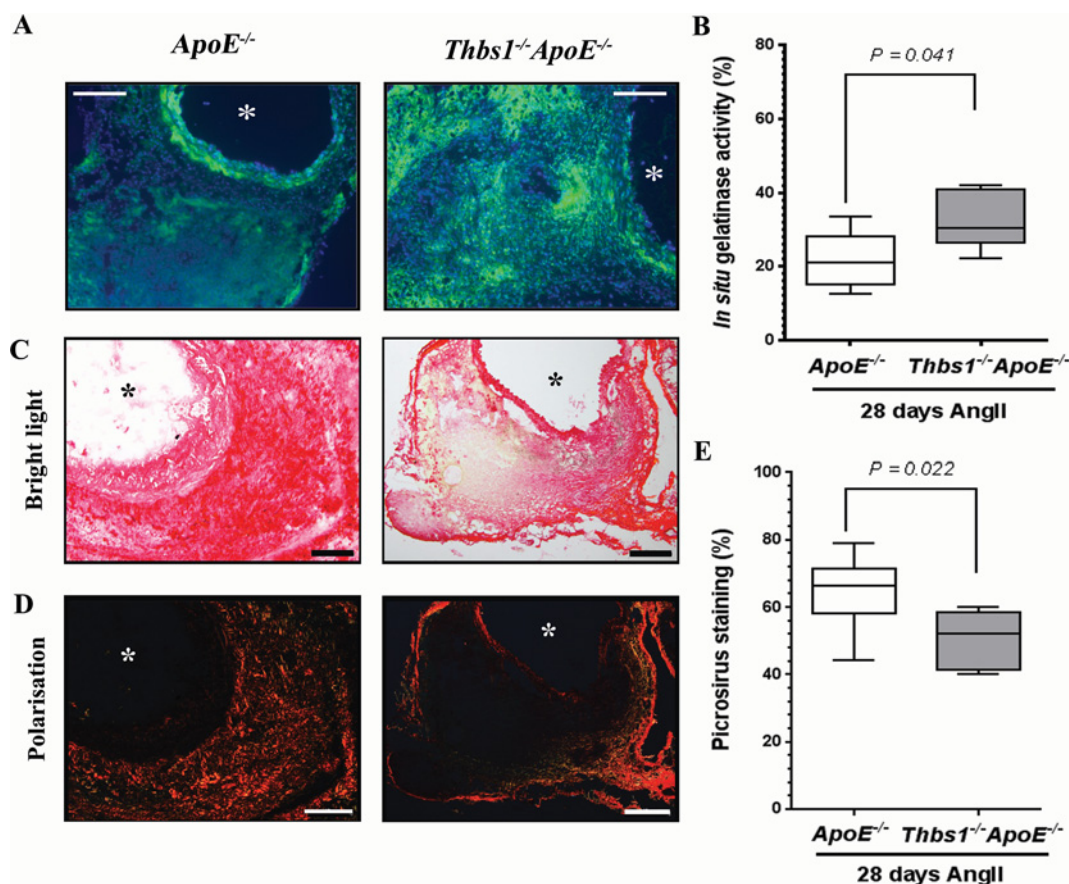 A
ApoE-/-
Thbs1-/-ApoE-/-
*
*
B
80
60
40
20
0
In situ gelatinase activity (%)
P = 0.041
ApoE-/-
Thbs1-/-ApoE-/-
28 days AngII
C
Bright light
*
*
D
Polarisation
*
*
E
100
80
60
40
20
0
Picrosirus staining (%)
P = 0.022
ApoE-/-
Thbs1-/-ApoE-/-
28 days AngII